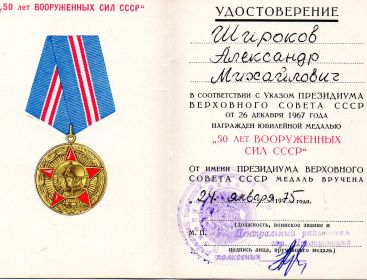 „50 лет ВООРУЖЕННЫХ СИЛ СССР“
УДОСТОВЕРЕНИЕ
Широков
Александр
Михайлович
В СООТВЕТСТВИИ С УКАЗОМ ПРЕЗИДИУМА
ВЕРХОВНОГО СОВЕТА СССР
ОТ 26 ДЕКАБРЯ 1967 ГОДА
НАГРАЖДЕН ЮБИЛЕЙНОЙ МЕДАЛЬЮ
„50 ЛЕТ ВООРУЖЕННЫХ
СИЛ СССР“
ОТ ИМЕНИ ПРЕЗИДИУМА ВЕРХОВНОГО
СОВЕТА СССР МЕДАЛЬ ВРУЧЕНА
„24“ января 1975 года.
(должность, воинское звание и
М. П. Центральный
подпись лица, вручившего медаль)